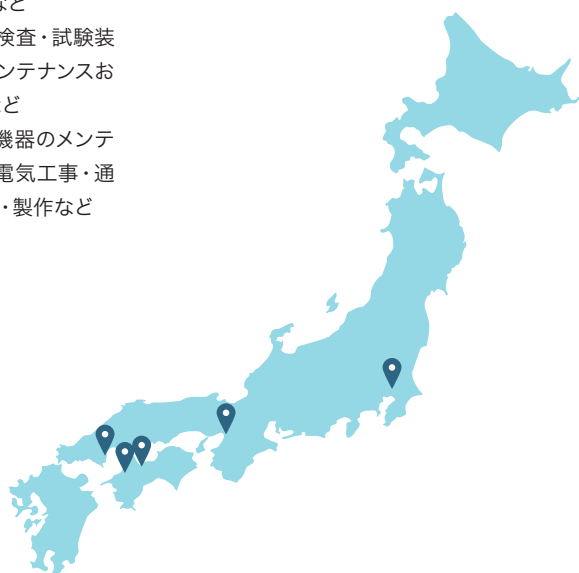 など
検査・試験装
ンテナンスお
ど
機器のメンテ
電気工事・通
・製作など